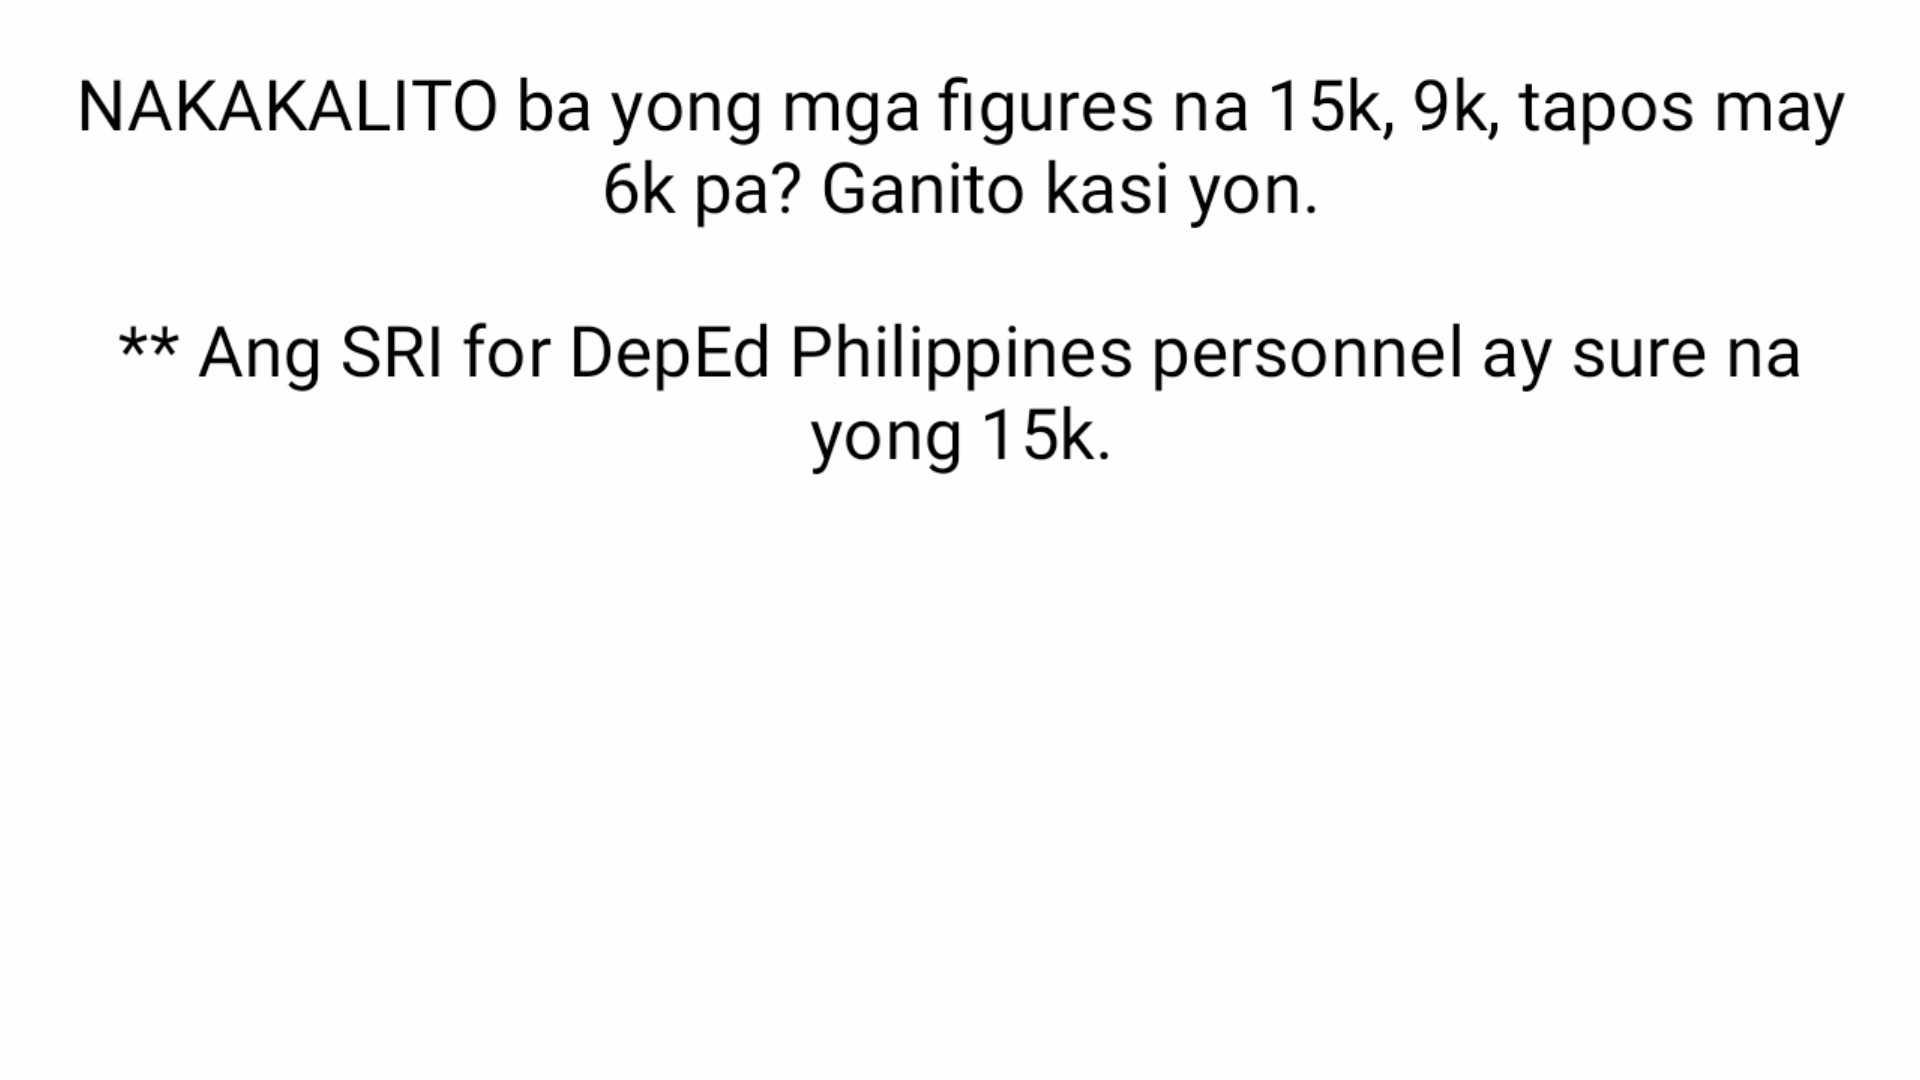 NAKAKALITO ba yong mga figures na 15k, 9k, tapos may
6k pa? Ganito kasi yon.
** Ang SRI for DepEd Philippines personnel ay sure na
yong 15k.